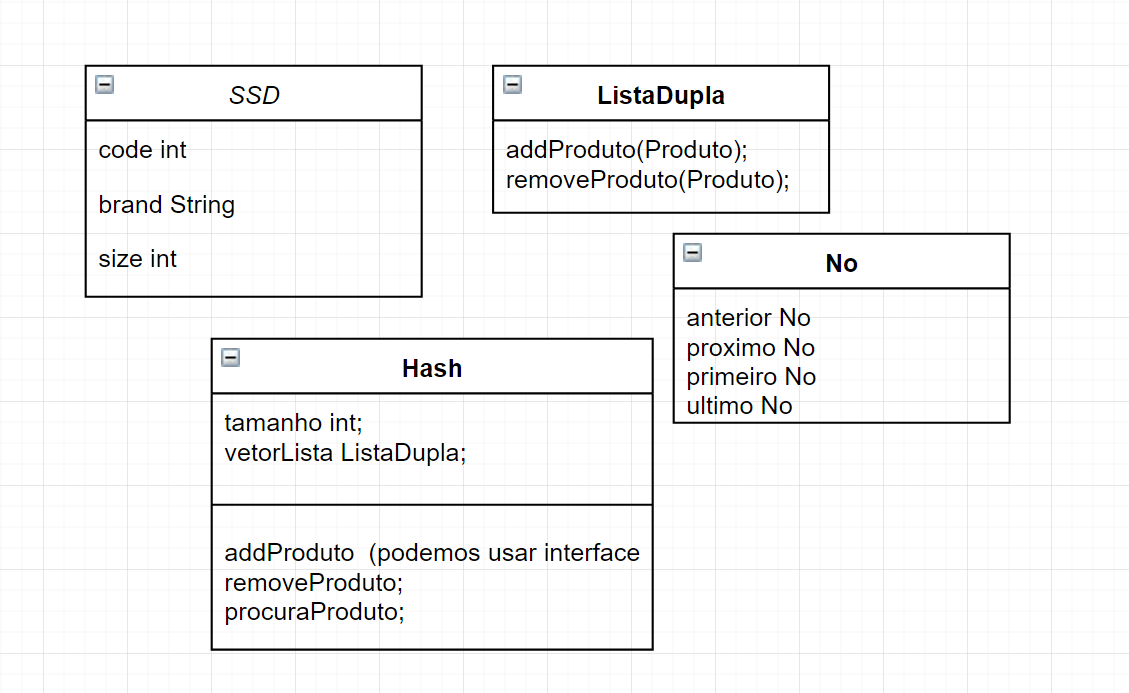 SSD
code int
brand String
size int
ListaDupla
addProduto(Produto);
removeProduto(Produto);
No
anterior No
proximo No
primeiro No
ultimo No
Hash
tamanho int;
vetorLista ListaDupla;
addProduto  (podemos usar interface
removeProduto;
procuraProduto;